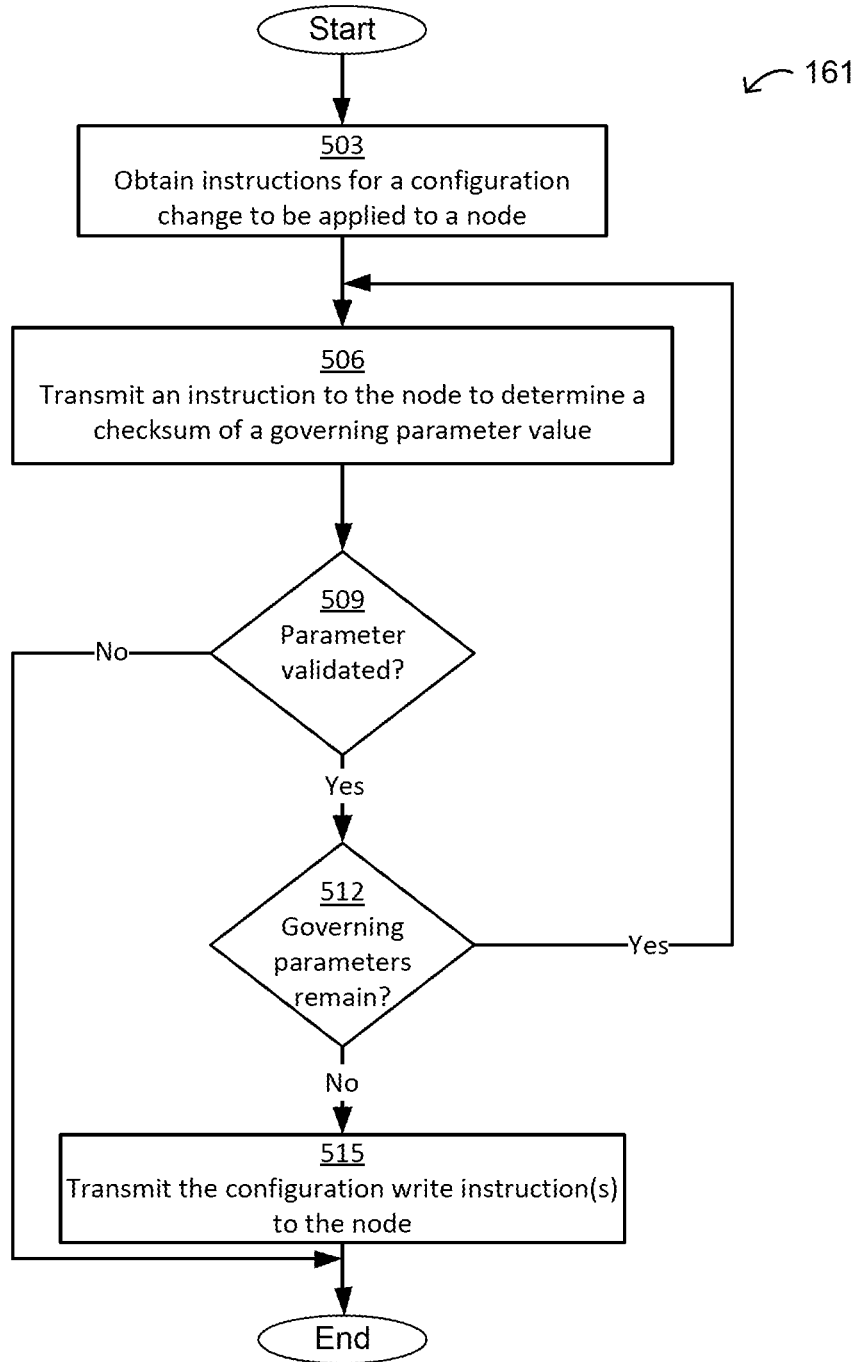 Start
161
503
Obtain instructions for a configuration
change to be applied to a node
506
Transmit an instruction to the node to determine a
checksum of a governing parameter value
509
Parameter
validated?
No
Yes
512
Governing
parameters
remain?
Yes
No
515
Transmit the configuration write instruction(s)
to the node
End